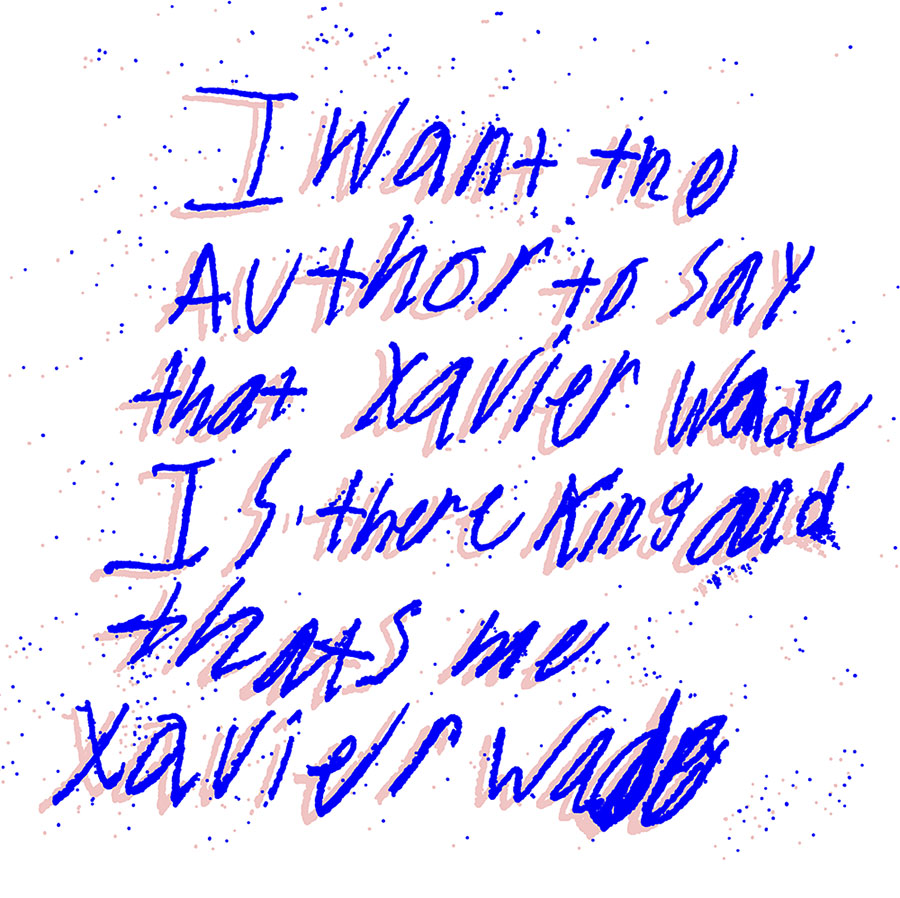 I Want the
AUthor to say
that Xavier Wade
IS there King and
thats me
Xavier Wade